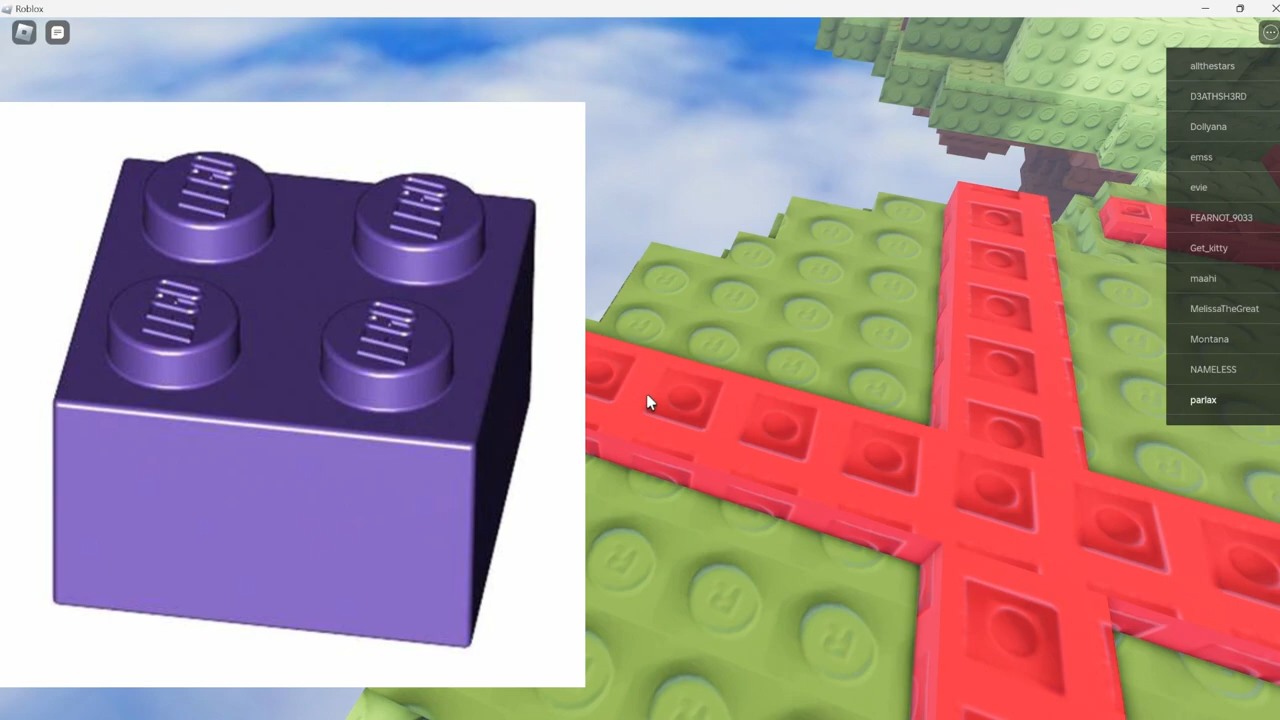 Roblox
allthestars
D3ATHSH3RD
Dollyana
emss
evie
FEARNOT_9033
Get_kitty
maahi
MelissaTheGreat
Montana
NAMELESS
parlax
R
R
R